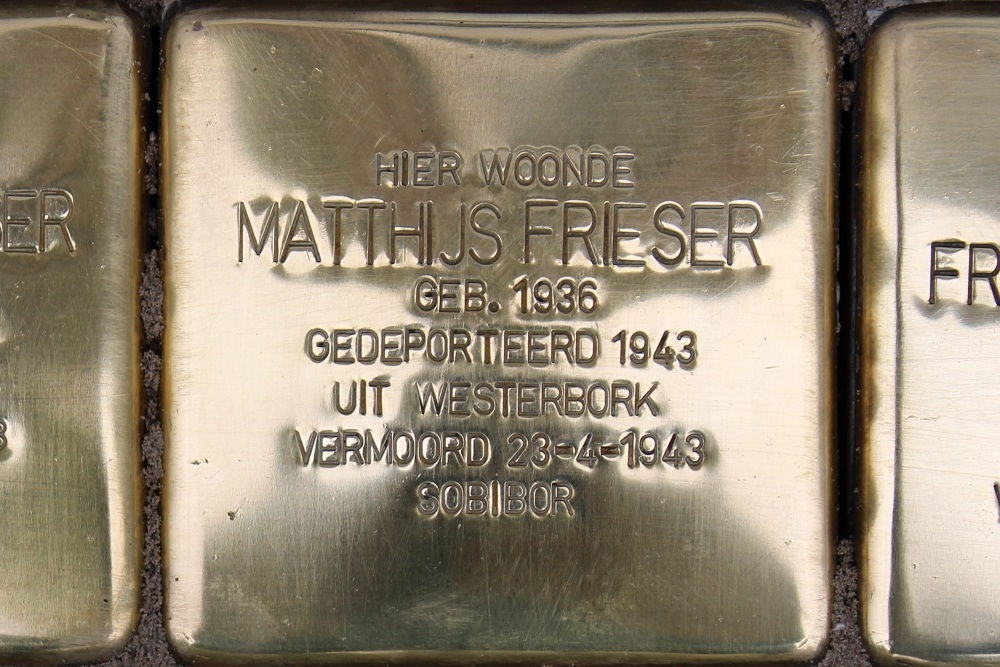 HIER WOONDE
MATTHIJS FRIESER
GEB. 1936
GEDEPORTEERD 1943
UIT WESTERBORK
VERMOORD 23-4-1943
SOBIBOR